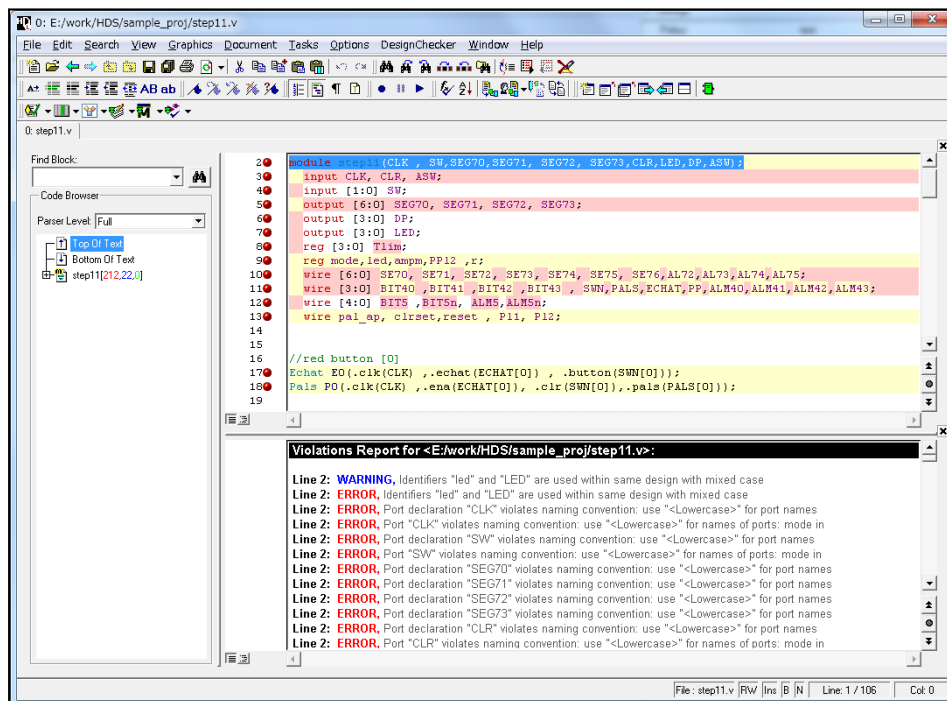 0: E:/work/HDS/sample_proj/step11.v
File Edit Search View Graphics Document Tasks Options DesignChecker Window Help
0: step11.v
Find Block:
Code Browser
Parser Level: Full
Top Of Text
Bottom Of Text
step11[212,22,0]
2 module step11(CLK , SW,SEG70,SEG71, SEG72, SEG73,CLR,LED,DP,ASW);
3 input CLK, CLR, ASW;
4 input [1:0] SW;
5 output [6:0] SEG70, SEG71, SEG72, SEG73;
6 output [3:0] DP;
7 output [3:0] LED;
8 reg [3:0] Tlim;
9 reg mode,led,ampm,PP12 ,r;
10 wire [6:0] SE70, SE71, SE72, SE73, SE74, SE75, SE76,AL72,AL73,AL74,AL75;
11 wire [3:0] BIT40 ,BIT41 ,BIT42 ,BIT43 , SWN,PALS,ECHAT,PP,ALM40,ALM41,ALM42,ALM43;
12 wire [4:0] BIT5 ,BIT5n, ALM5,ALM5n;
13 wire pal_ap, clrset,reset , P11, P12;
14
15
16 //red button [0]
17 Echat E0(.clk(CLK) ,.echat(ECHAT[0]) , .button(SWN[0]));
18 Pals P0(.clk(CLK) ,.ena(ECHAT[0]), .clr(SWN[0]),.pals(PALS[0]));
19
Violations Report for <E:/work/HDS/sample_proj/step11.v>:
Line 2: WARNING, Identifiers "led" and "LED" are used within same design with mixed case
Line 2: ERROR, Identifiers "led" and "LED" are used within same design with mixed case
Line 2: ERROR, Port declaration "CLK" violates naming convention: use "<Lowercase>" for port names
Line 2: ERROR, Port "CLK" violates naming convention: use "<Lowercase>" for names of ports: mode in
Line 2: ERROR, Port declaration "SW" violates naming convention: use "<Lowercase>" for port names
Line 2: ERROR, Port "SW" violates naming convention: use "<Lowercase>" for names of ports: mode in
Line 2: ERROR, Port declaration "SEG70" violates naming convention: use "<Lowercase>" for port names
Line 2: ERROR, Port declaration "SEG71" violates naming convention: use "<Lowercase>" for port names
Line 2: ERROR, Port declaration "SEG72" violates naming convention: use "<Lowercase>" for port names
Line 2: ERROR, Port declaration "SEG73" violates naming convention: use "<Lowercase>" for port names
Line 2: ERROR, Port declaration "CLR" violates naming convention: use "<Lowercase>" for port names
Line 2: ERROR, Port "CLR" violates naming convention: use "<Lowercase>" for names of ports: mode in
File : step11.v RW Ins B N Line: 1 / 106 Col: 0